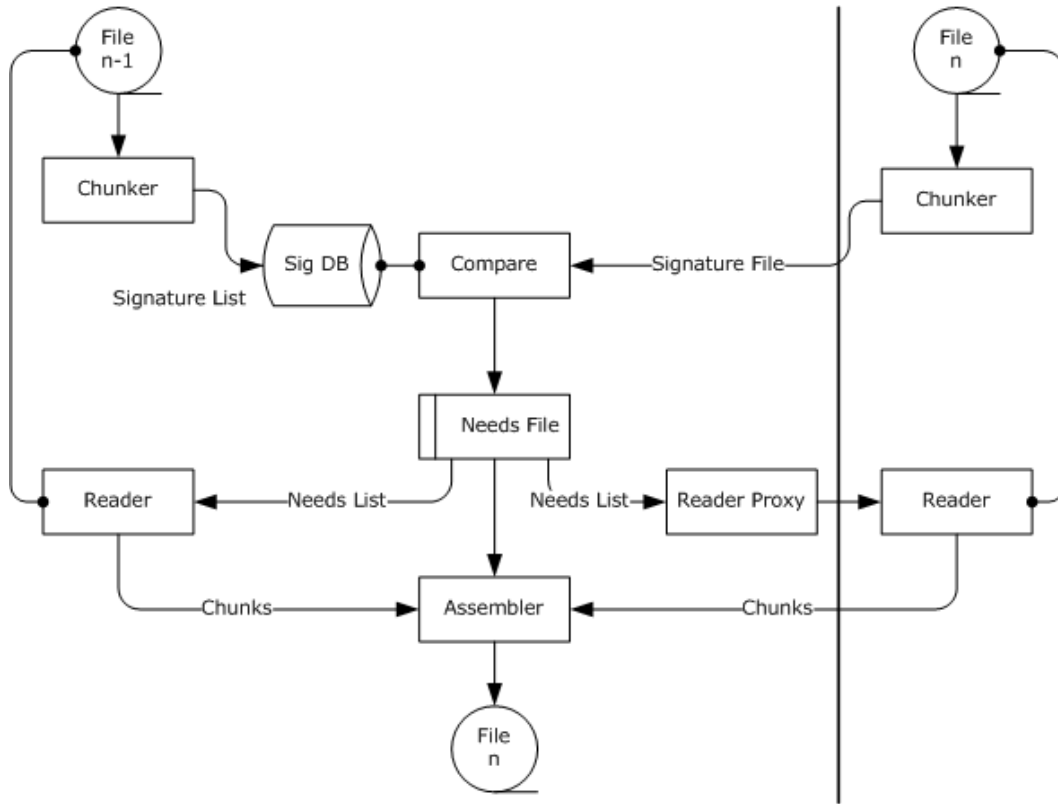 File
n-1
File
n
Chunker
Chunker
Sig DB
Compare
Signature File
Signature List
Needs File
Reader
Needs List
Needs List
Reader Proxy
Reader
Chunks
Assembler
Chunks
File
n